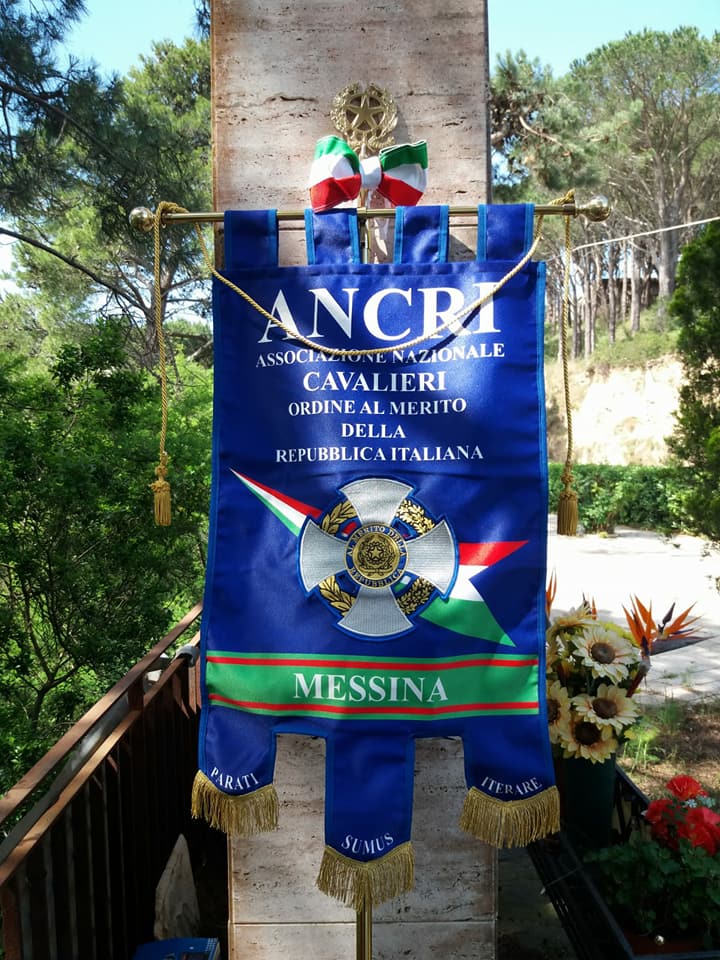 ANCRI
ASSOCIAZIONE NAZIONALE
CAVALIERI
ORDINE AL MERITO
DELLA
REPUBBLICA ITALIANA
AL MERITO DELLA
REPUBBLICA
MESSINA
PARATI
SUMUS
ITERARE